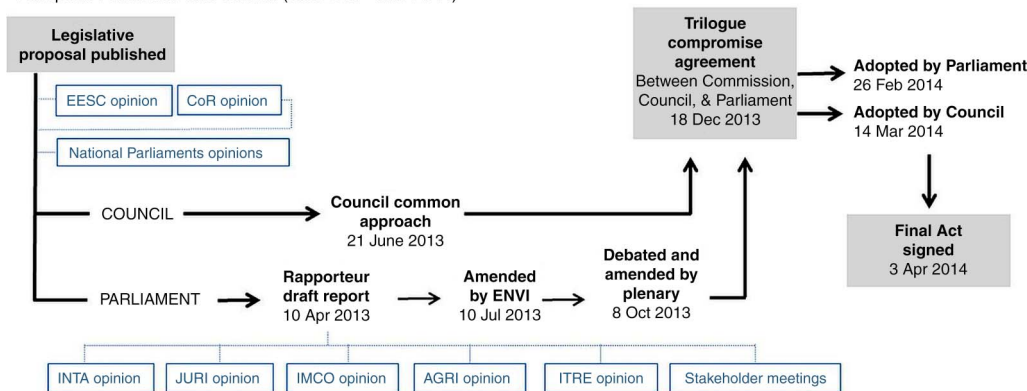 Legislative
proposal published
EESC opinion
CoR opinion
National Parliaments opinions
COUNCIL
Council common
approach
21 June 2013
PARLIAMENT
Rapporteur
draft report
10 Apr 2013
Amended
by ENVI
10 Jul 2013
Debated and
amended by
plenary
8 Oct 2013
INTA opinion
JURI opinion
IMCO opinion
AGRI opinion
ITRE opinion
Stakeholder meetings
Trilogue
compromise
agreement
Between Commission,
Council, & Parliament
18 Dec 2013
Adopted by Parliament
26 Feb 2014
Adopted by Council
14 Mar 2014
Final Act
signed
3 Apr 2014